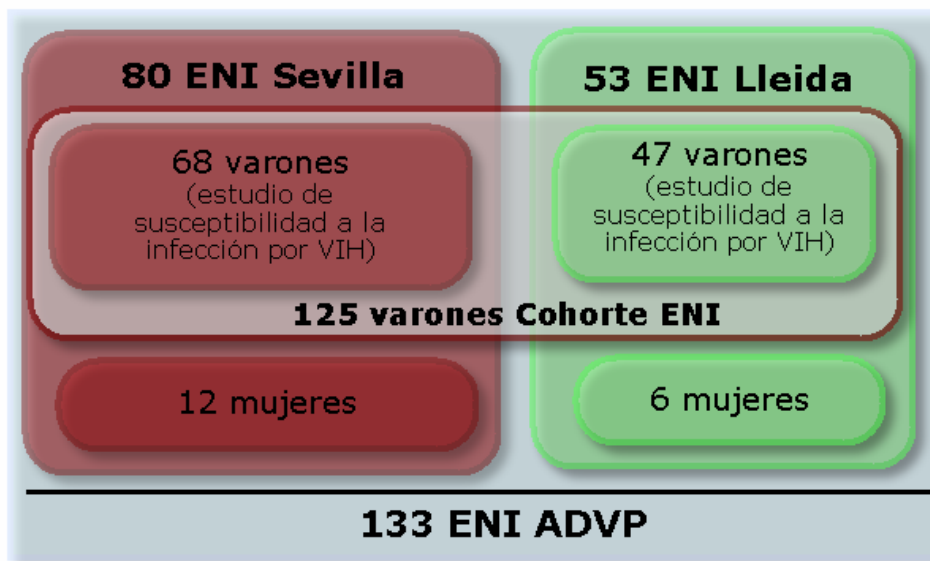 80 ENI Sevilla
68 varones
(estudio de
susceptibilidad a la
infección por VIH)
12 mujeres
53 ENI Lleida
47 varones
(estudio de
susceptibilidad a la
infección por VIH)
6 mujeres
125 varones Cohorte ENI
133 ENI ADVP